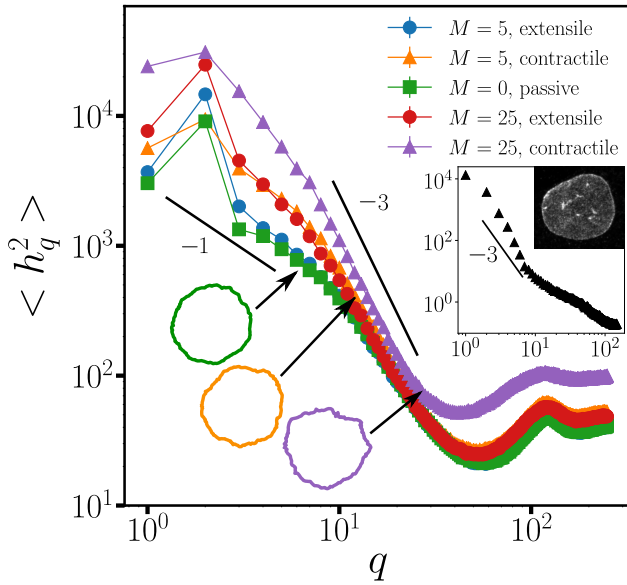 M = 5, extensile
M = 5, contractile
M = 0, passive
M = 25, extensile
M = 25, contractile
10^4
10^3
10^2
10^1
< h_q^2 >
−1
−3
10^4
10^2
10^0
−3
10^0
10^1
10^2
10^0
10^1
10^2
q